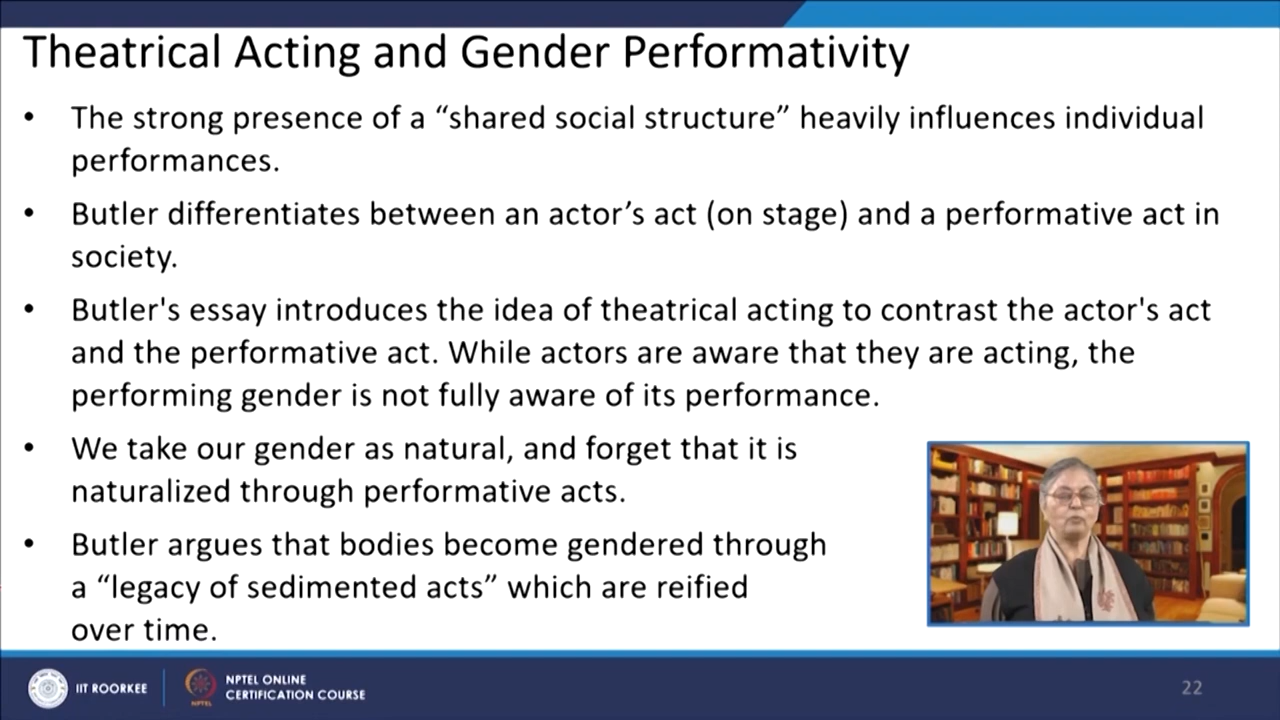 Theatrical Acting and Gender Performativity
• The strong presence of a “shared social structure” heavily influences individual
performances.
• Butler differentiates between an actor’s act (on stage) and a performative act in
society.
• Butler's essay introduces the idea of theatrical acting to contrast the actor's act
and the performative act. While actors are aware that they are acting, the
performing gender is not fully aware of its performance.
• We take our gender as natural, and forget that it is
naturalized through performative acts.
• Butler argues that bodies become gendered through
a “legacy of sedimented acts” which are reified
over time.
IIT ROORKEE
NPTEL
NPTEL ONLINE
CERTIFICATION COURSE
22